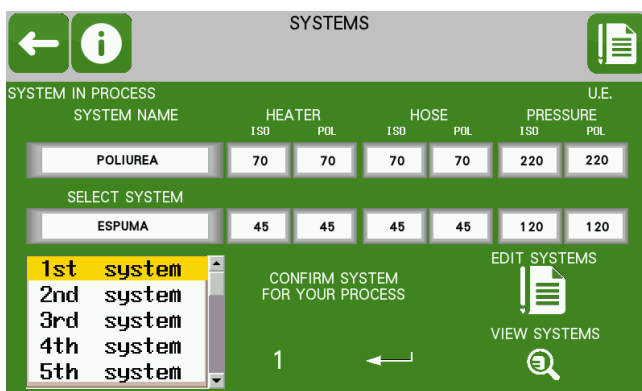 SYSTEMS
SYSTEM IN PROCESS U.E.
SYSTEM NAME HEATER HOSE PRESSURE
ISO POL ISO POL ISO POL
POLIUREA 70 70 70 70 220 220
SELECT SYSTEM
ESPUMA 45 45 45 45 120 120
1st system
2nd system
3rd system
4th system
5th system
CONFIRM SYSTEM
FOR YOUR PROCESS
1
EDIT SYSTEMS
VIEW SYSTEMS